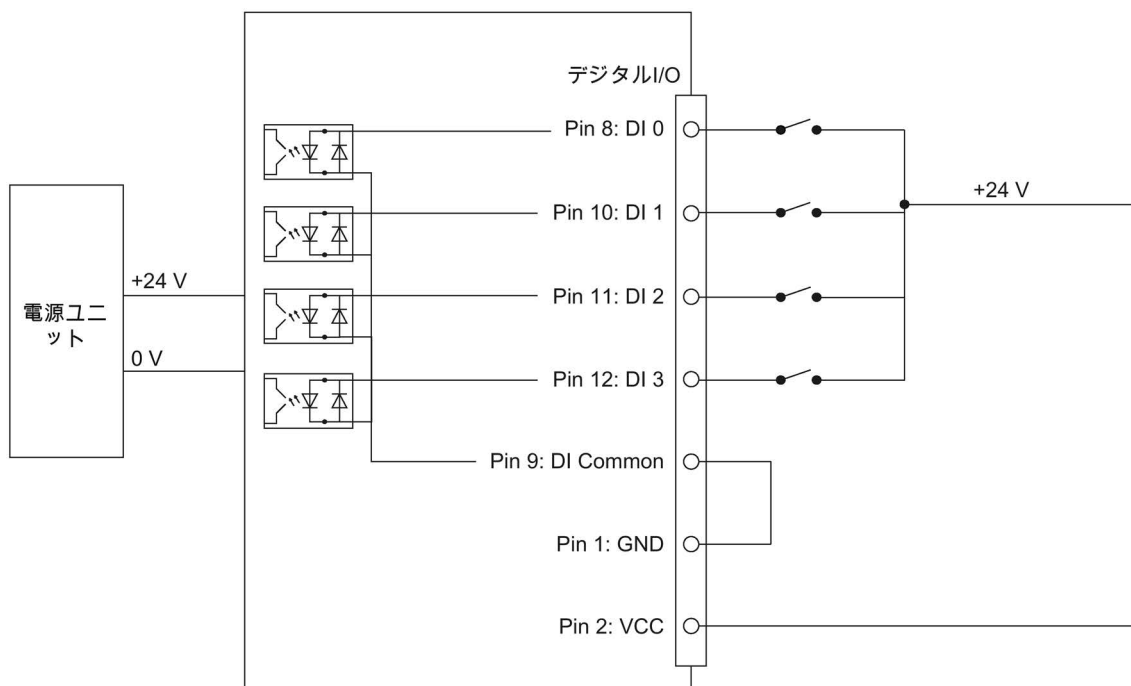 デジタルI/O
Pin 8: DI 0
+24 V
Pin 10: DI 1
+24 V
電源ユニ
ット
Pin 11: DI 2
0 V
Pin 12: DI 3
Pin 9: DI Common
Pin 1: GND
Pin 2: VCC